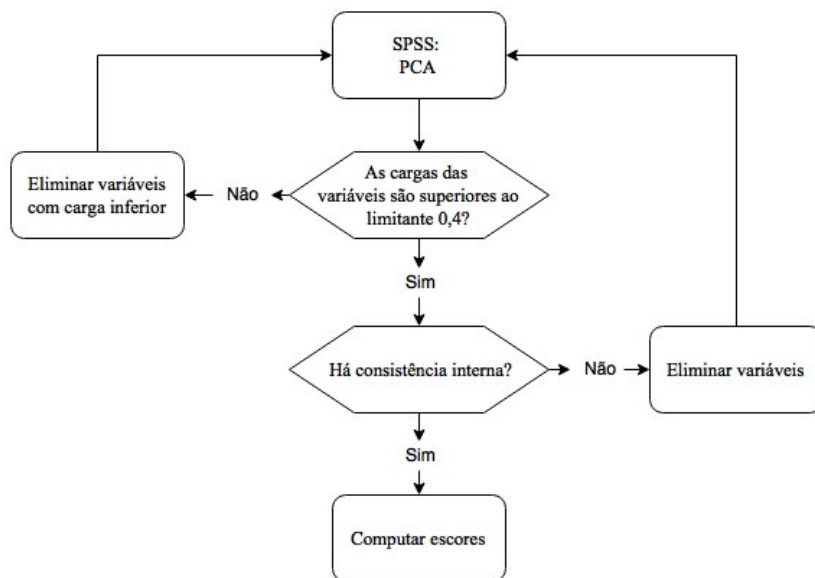 SPSS:
PCA
As cargas das
variáveis são superiores ao
limitante 0,4?
Não
Eliminar variáveis
com carga inferior
Sim
Há consistência interna?
Não
Eliminar variáveis
Sim
Computar escores